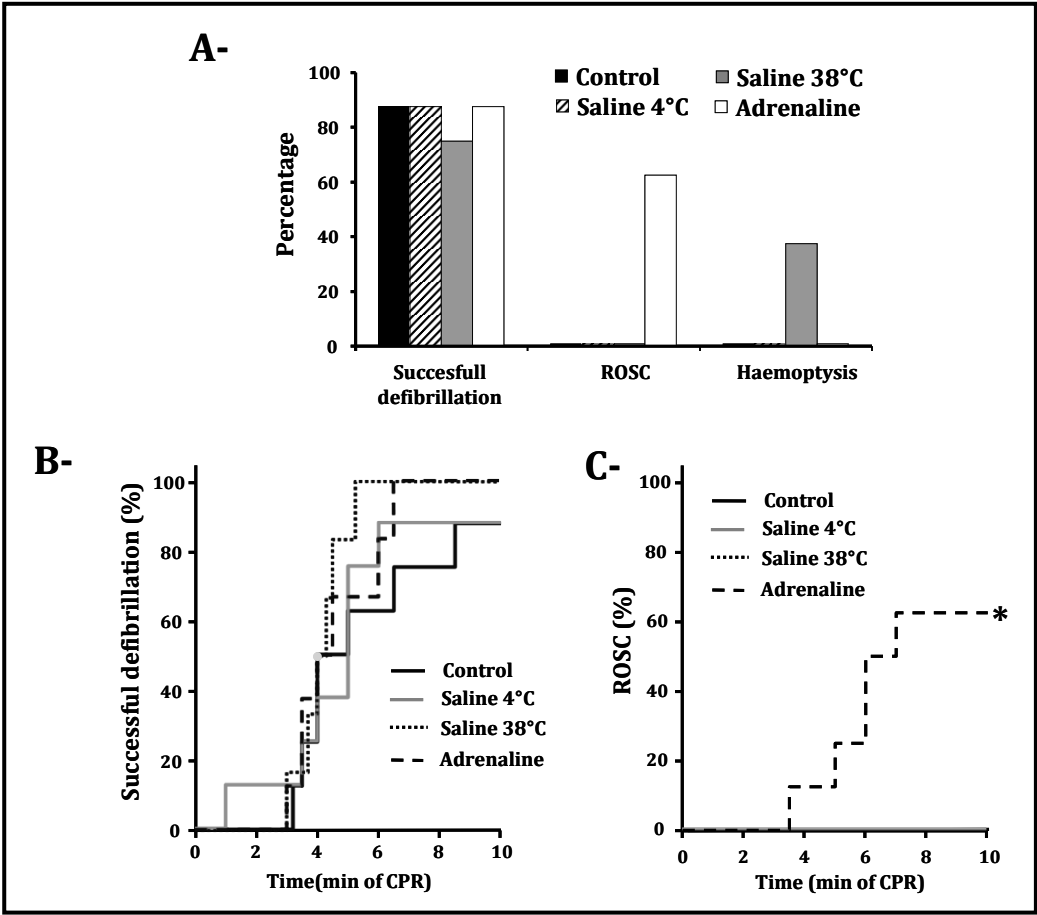 A-
Control
Saline 38°C
Saline 4°C
Adrenaline
Percentage
100
80
60
40
20
0
Succesfull
defibrillation
ROSC
Haemoptysis
B-
Successful defibrillation (%)
100
80
60
40
20
0
Control
Saline 4°C
Saline 38°C
Adrenaline
0 2 4 6 8 10
Time(min of CPR)
C-
ROSC (%)
100
80
60
40
20
0
Control
Saline 4°C
Saline 38°C
Adrenaline
*
0 2 4 6 8 10
Time (min of CPR)